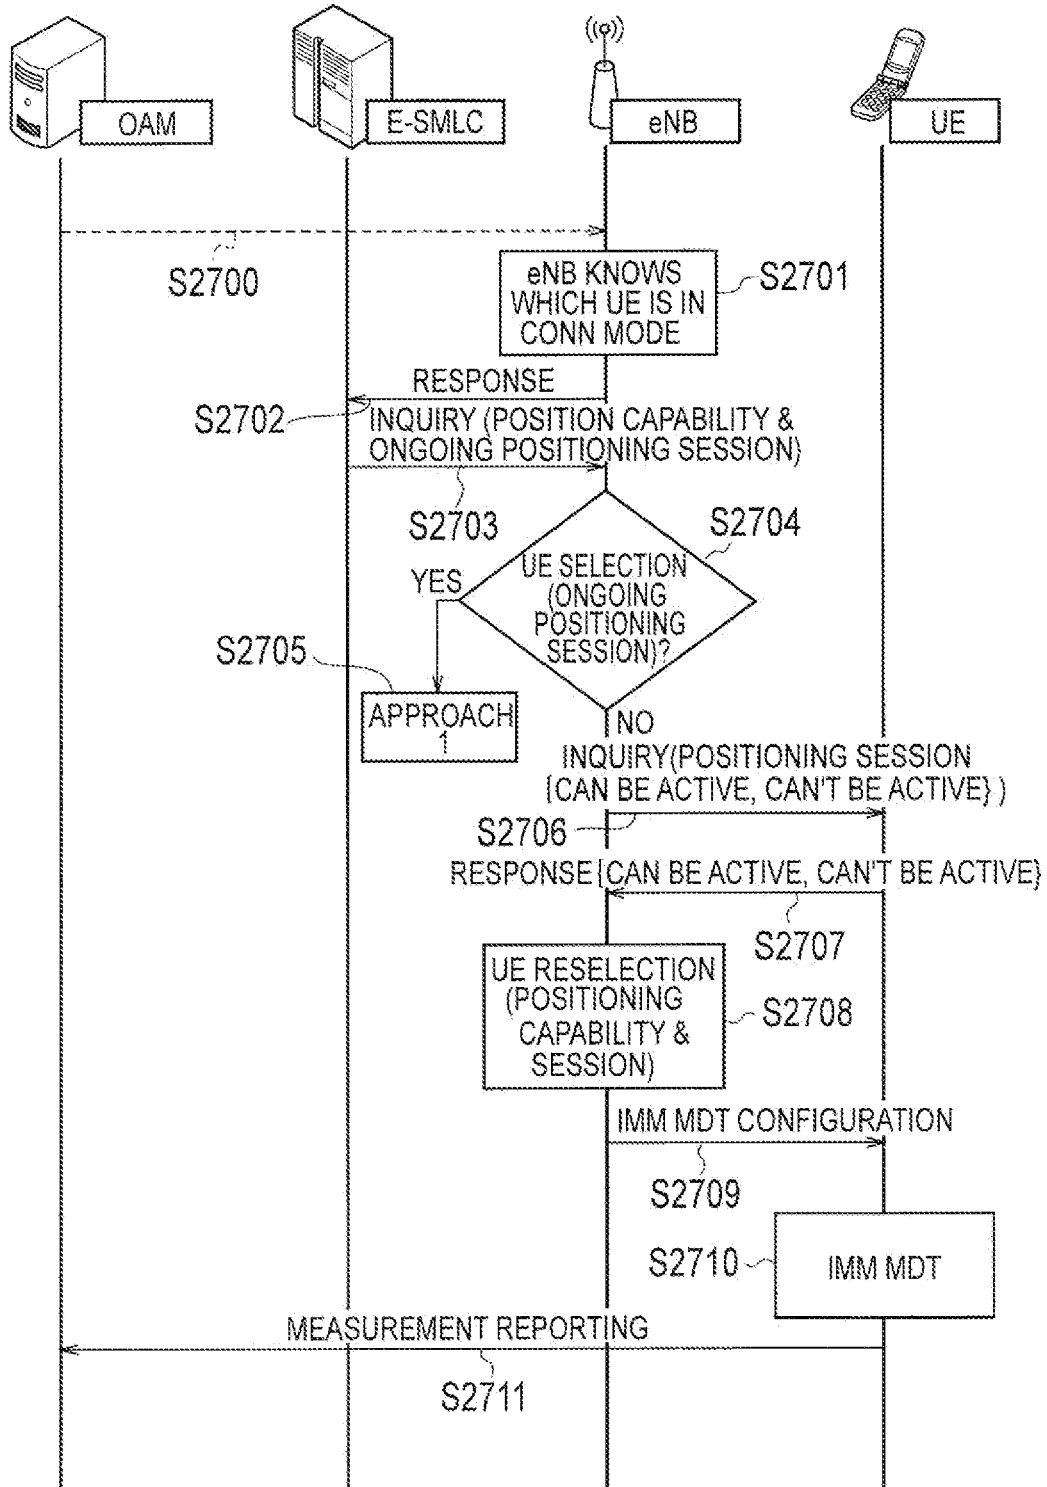 OAM
E-SMLC
eNB
UE
S2700
eNB KNOWS
WHICH UE IS IN
CONN MODE
S2701
RESPONSE
S2702
INQUIRY (POSITION CAPABILITY &
ONGOING POSITIONING SESSION)
S2703
S2704
UE SELECTION
(ONGOING
POSITIONING
SESSION)?
YES
S2705
APPROACH
1
NO
INQUIRY(POSITIONING SESSION
{CAN BE ACTIVE, CAN'T BE ACTIVE} )
S2706
RESPONSE{CAN BE ACTIVE, CAN'T BE ACTIVE}
S2707
UE RESELECTION
(POSITIONING
CAPABILITY &
SESSION)
S2708
IMM MDT CONFIGURATION
S2709
S2710
IMM MDT
MEASUREMENT REPORTING
S2711